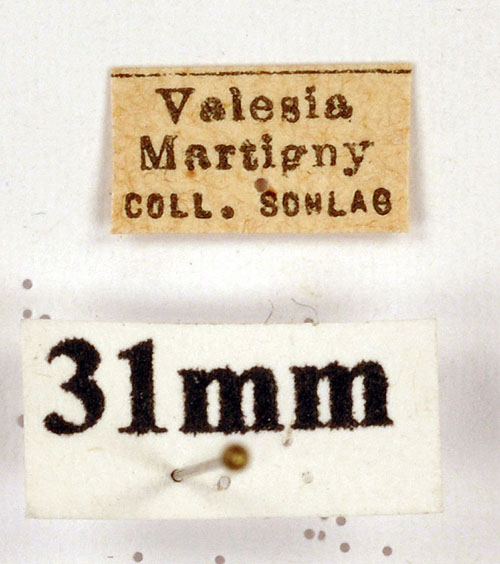 Valesia
Martigny
COLL. SOHLAG
31mm